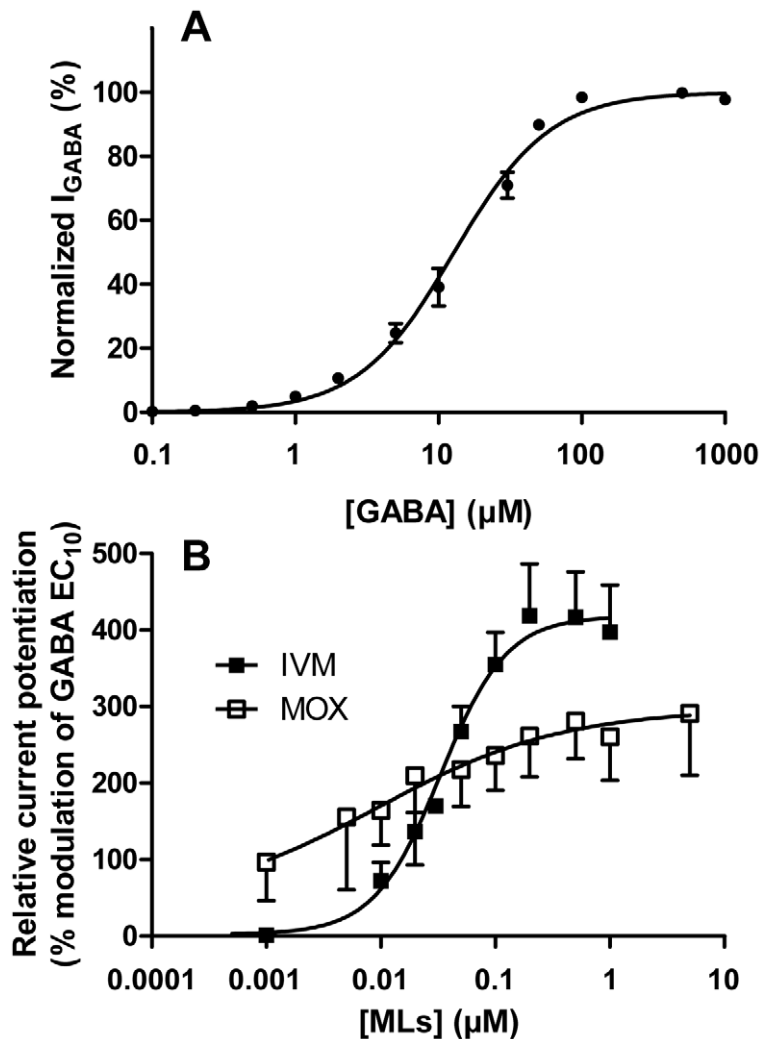 A
Normalized IGABA (%)
100
80
60
40
20
0
0.1 1 10 100 1000
[GABA] (µM)
B
Relative current potentiation
(% modulation of GABA EC10)
500
400
300
200
100
0
IVM
MOX
0.0001 0.001 0.01 0.1 1 10
[MLs] (µM)